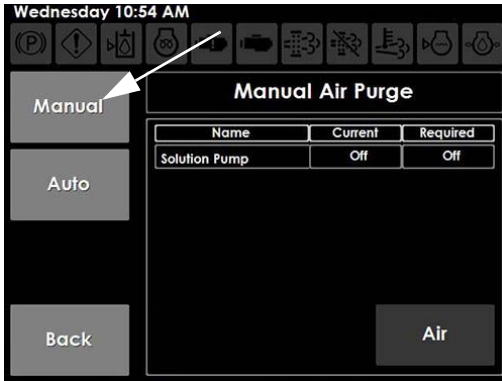 Wednesday 10:54 AM
Manual
Manual Air Purge
Name Current Required
Solution Pump Off Off
Auto
Back
Air